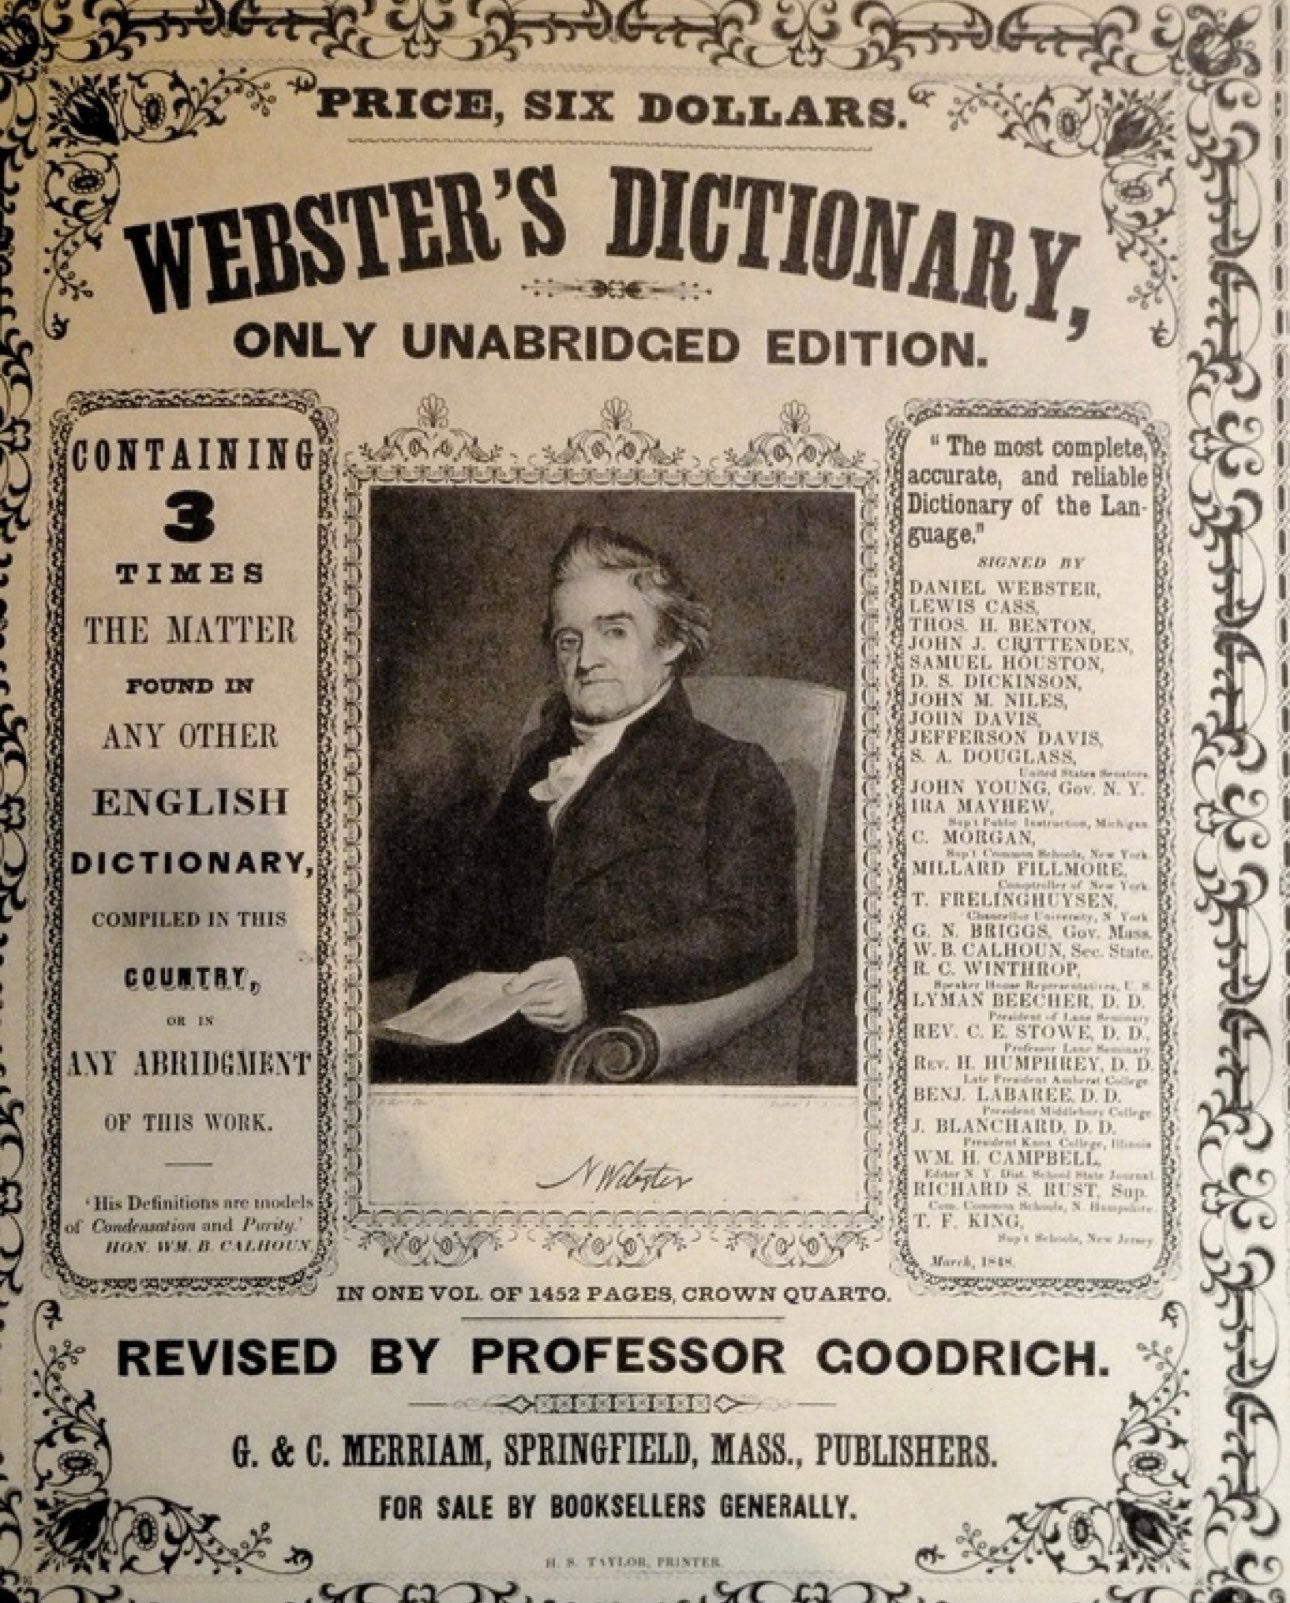 PRICE, SIX DOLLARS.
WEBSTER'S DICTIONARY,
ONLY UNABRIDGED EDITION.
CONTAINING
3
TIMES
THE MATTER
FOUND IN
ANY OTHER
ENGLISH
DICTIONARY,
COMPILED IN THIS
COUNTRY,
OR IN
ANY ABRIDGMENT
OF THIS WORK.
'His Definitions are models
of Condensation and Purity.'
HON. WM. B. CALHOUN.
N Webster
"The most complete,
accurate, and reliable
Dictionary of the Lan-
guage."
SIGNED BY
DANIEL WEBSTER,
LEWIS CASS,
THOS. H. BENTON,
JOHN J. CRITTENDEN,
SAMUEL HOUSTON,
D. S. DICKINSON,
JOHN M. NILES,
JOHN DAVIS,
JEFFERSON DAVIS,
S. A. DOUGLASS,
United States Senators.
JOHN YOUNG, Gov. N. Y.
IRA MAYHEW,
Sup't Public Instruction, Michigan.
C. MORGAN,
Sup't Common Schools, New York.
MILLARD FILLMORE,
Comptroller of New York.
T. FRELINGHUYSEN,
Chancellor University, N York
G. N. BRIGGS, Gov. Mass.
W. B. CALHOUN, Sec. State.
R. C. WINTHROP,
Speaker House Representatives, U. S.
LYMAN BEECHER, D. D.
President of Lane Seminary.
REV. C. E. STOWE, D. D.,
Professor Lane Seminary.
REV. H. HUMPHREY, D. D.
Late President Amherst College.
BENJ. LABAREE, D. D.
President Middlebury College.
J. BLANCHARD, D. D.
President Knox College, Illinois
WM. H. CAMPBELL,
Editor N. Y. Dist. School State Journal.
RICHARD S. RUST, Sup.
Com. Common Schools, N. Hampshire.
T. F. KING,
Sup't Schools, New Jersey
March, 1848.
IN ONE VOL. OF 1452 PAGES, CROWN QUARTO.
REVISED BY PROFESSOR GOODRICH.
G. & C. MERRIAM, SPRINGFIELD, MASS., PUBLISHERS.
FOR SALE BY BOOKSELLERS GENERALLY.
H. S. TAYLOR, PRINTER.